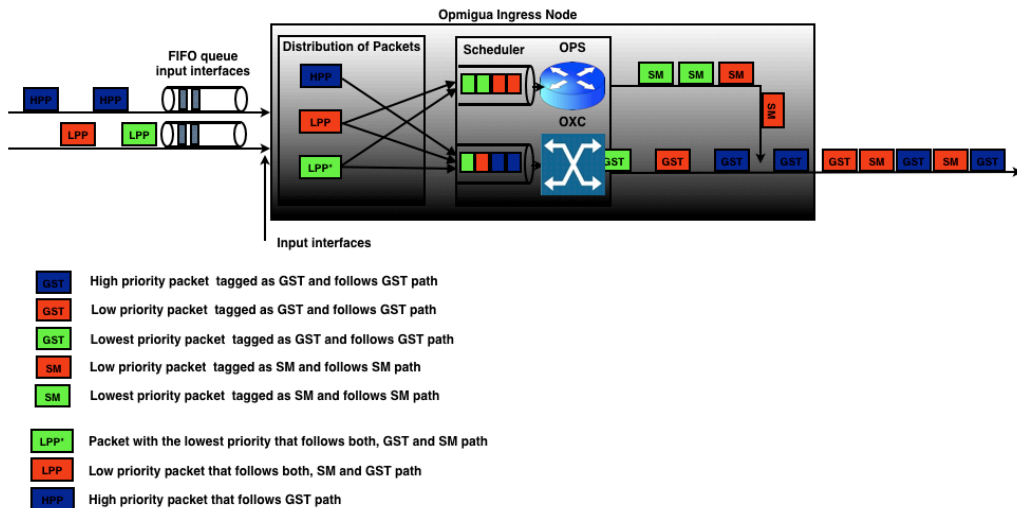 Opmigua Ingress Node
FIFO queue
input interfaces
Distribution of Packets
Scheduler
OPS
HPP
HPP
HPP
SM
SM
SM
LPP
LPP
LPP
SM
OXC
LPP*
GST
GST
GST
GST
GST
SM
GST
SM
GST
Input interfaces
GST High priority packet tagged as GST and follows GST path
GST Low priority packet tagged as GST and follows GST path
GST Lowest priority packet tagged as GST and follows GST path
SM Low priority packet tagged as SM and follows SM path
SM Lowest priority packet tagged as SM and follows SM path
LPP* Packet with the lowest priority that follows both, GST and SM path
LPP Low priority packet that follows both, SM and GST path
HPP High priority packet that follows GST path